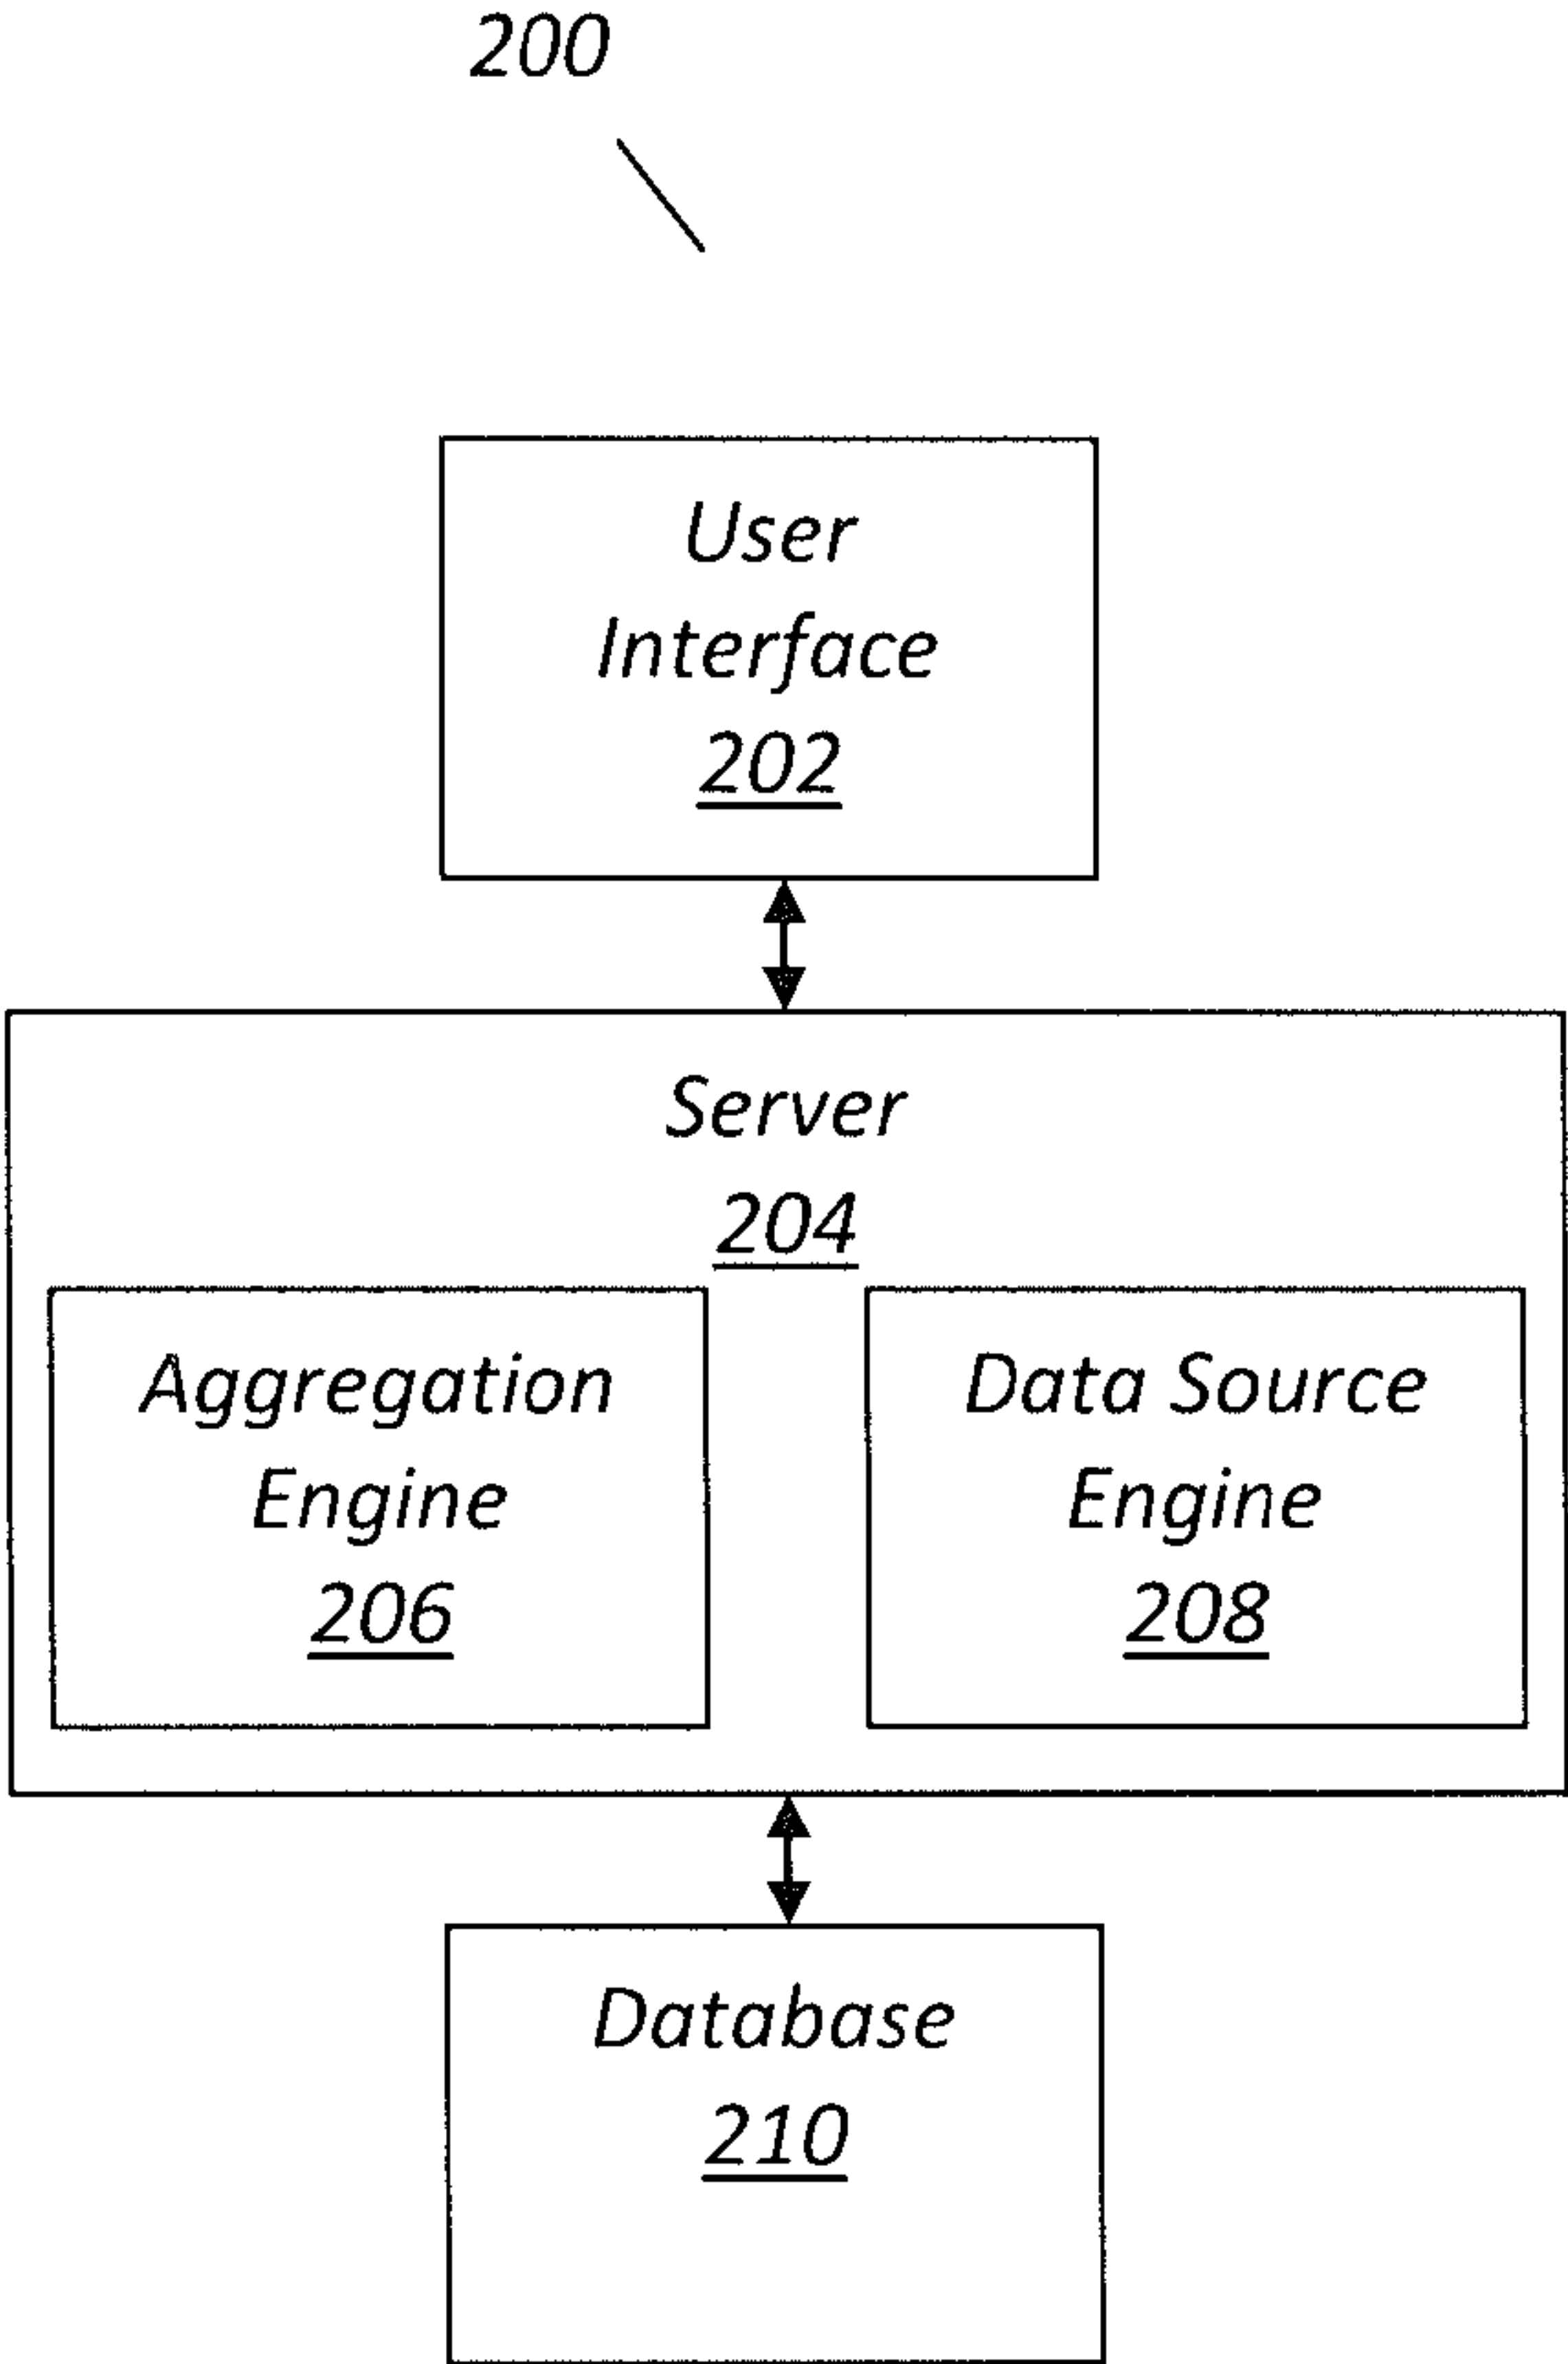 200
User
Interface
202
Server
204
Aggregation
Engine
206
Data Source
Engine
208
Database
210